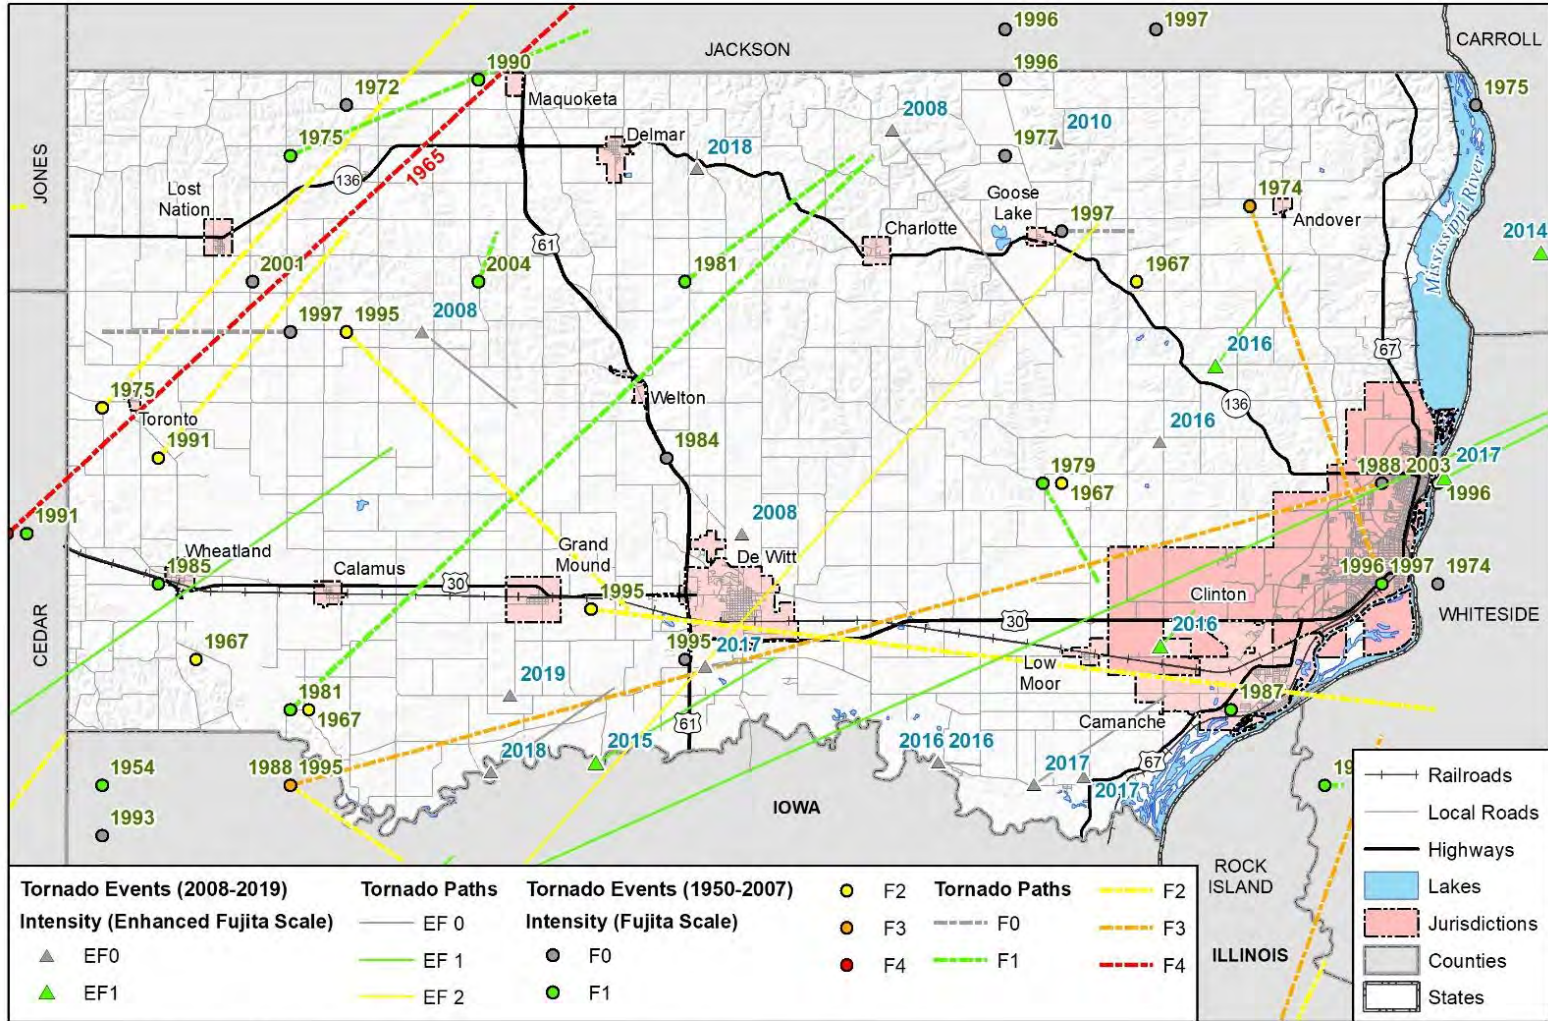 1996
1997
JACKSON
CARROLL
1990
1996
1972
Maquoketa
1975
2008
2010
1975
Delmar
2018
1977
JONES
1965
136
Lost
Nation
1974
Goose
Lake
Andover
Mississippi River
Charlotte
1997
61
2014
2001
2004
1981
1967
1997
1995
2008
67
2016
1975
Welton
136
Toronto
1991
2016
1984
1979
1988
2003
2017
1967
1996
1991
2008
Wheatland
Grand
Mound
De Witt
1985
Calamus
30
1996
1997
1974
1995
Clinton
WHITESIDE
30
CEDAR
1967
1995
2017
2016
Low
Moor
2019
1981
1967
1987
61
Camanche
2018
2015
2016
2016
67
1988
1995
2017
2017
1954
19
IOWA
1993
ROCK
ISLAND
ILLINOIS
Tornado Events (2008-2019)
Intensity (Enhanced Fujita Scale)
EF0
EF1
Tornado Paths
EF 0
EF 1
EF 2
Tornado Events (1950-2007)
Intensity (Fujita Scale)
F0
F1
F2
F3
F4
Tornado Paths
F0
F1
F2
F3
F4
Railroads
Local Roads
Highways
Lakes
Jurisdictions
Counties
States